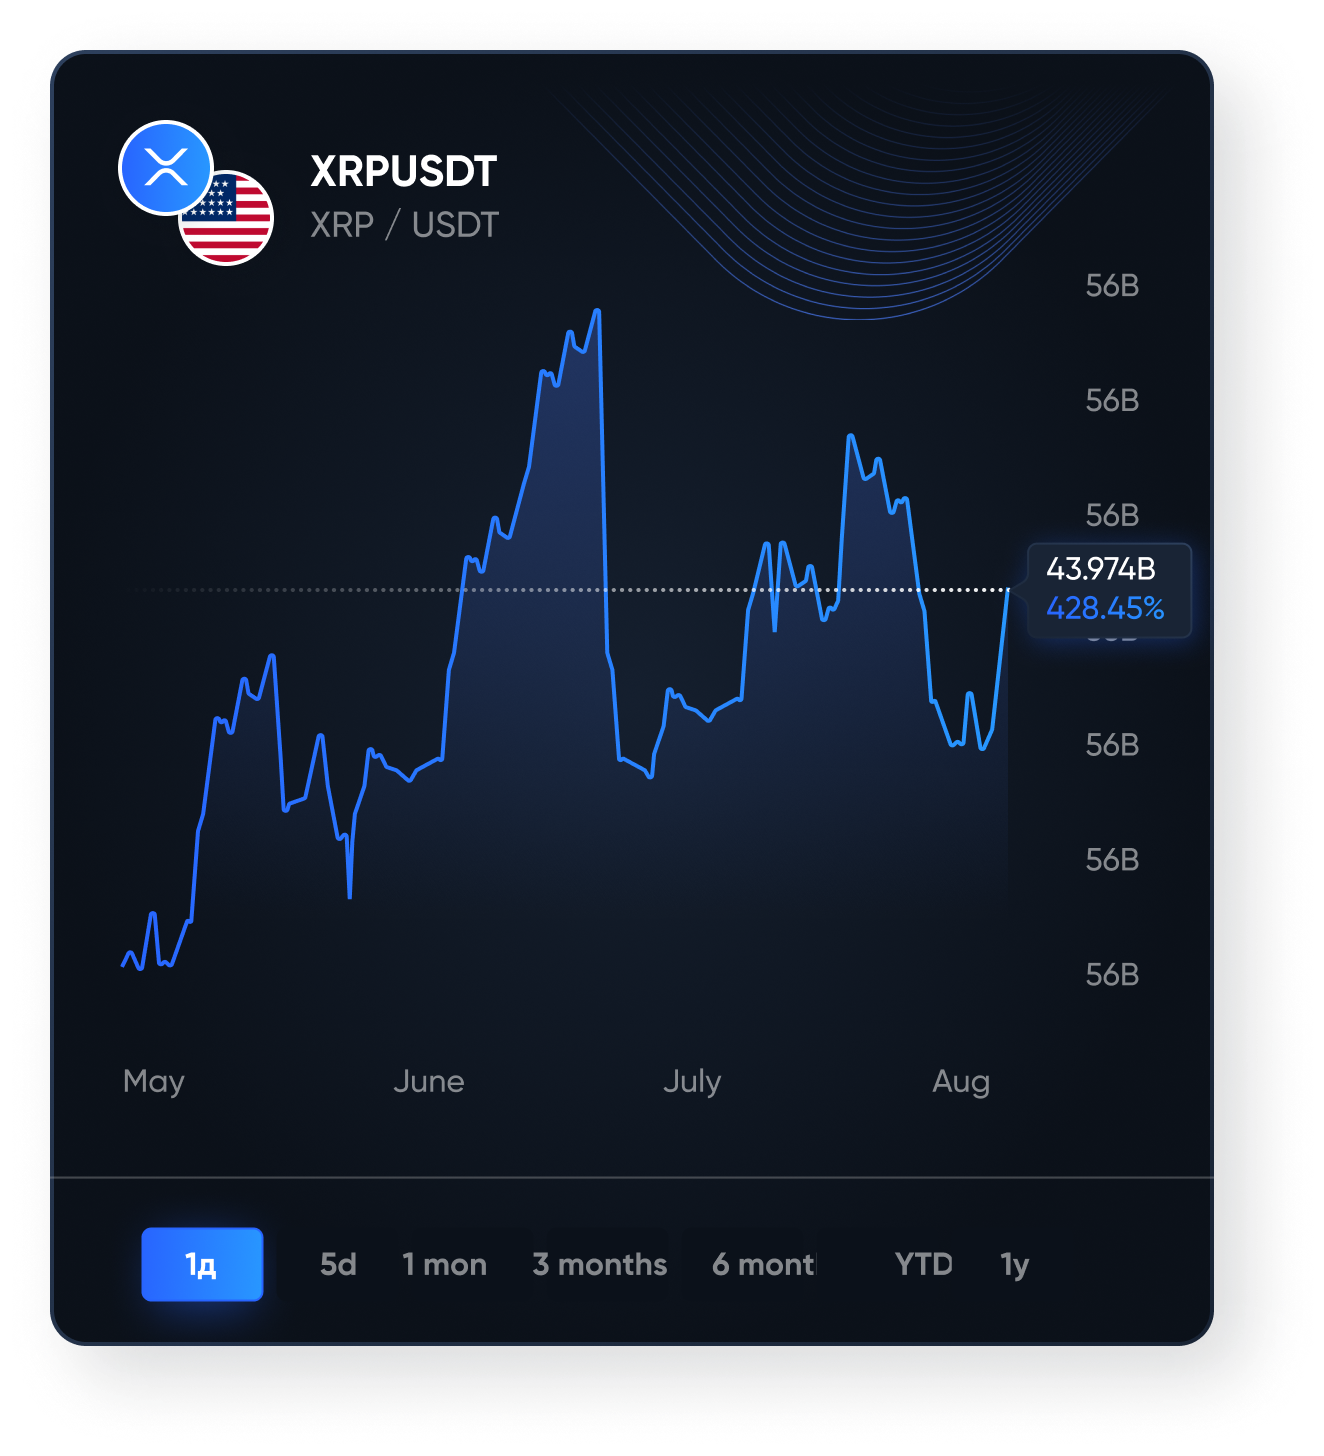 XRPUSDT
XRP / USDT
56B
56B
56B
43.974B
428.45%
56B
56B
56B
May June July Aug
1д 5d 1 mon 3 months 6 mont YTD 1y